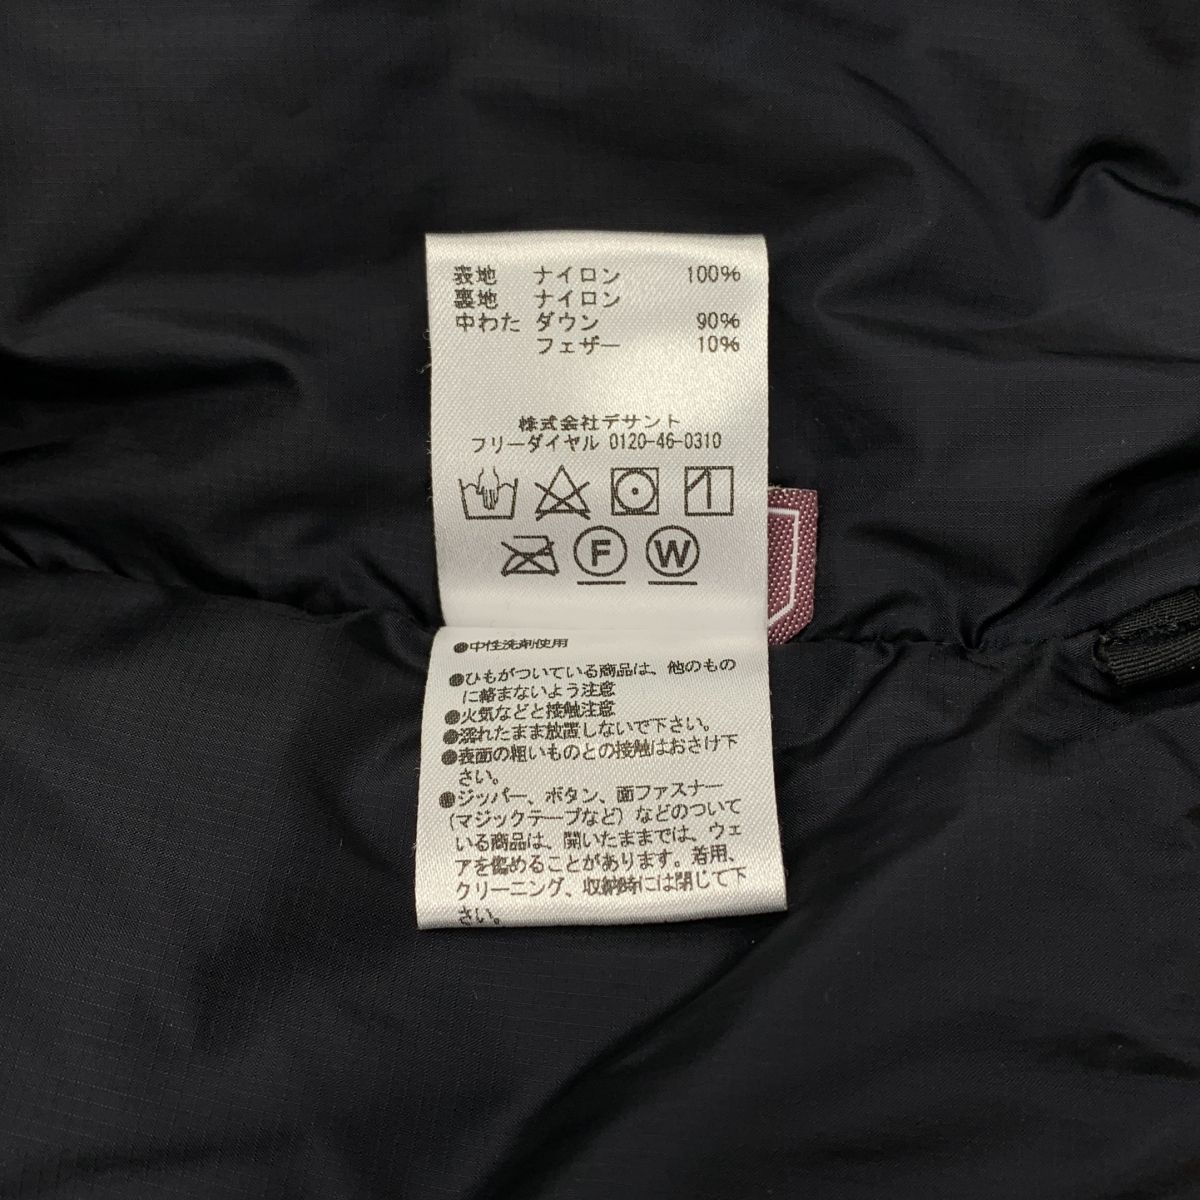 表地 ナイロン 100%
裏地 ナイロン
中わた ダウン 90%
フェザー 10%
株式会社デサント
フリーダイヤル 0120-46-0310
F W
●中性洗剤使用
●ひもがついている商品は、他のもの
に絡まないよう注意
●火気などと接触注意
●濡れたまま放置しないで下さい。
●表面の粗いものとの接触はおさけ下
さい。
●ジッパー、ボタン、面ファスナー
(マジックテープなど)などのついて
いる商品は、開いたままでは、ウェ
アを傷めることがあります。着用、
クリーニング、収納時には閉じて下
さい。